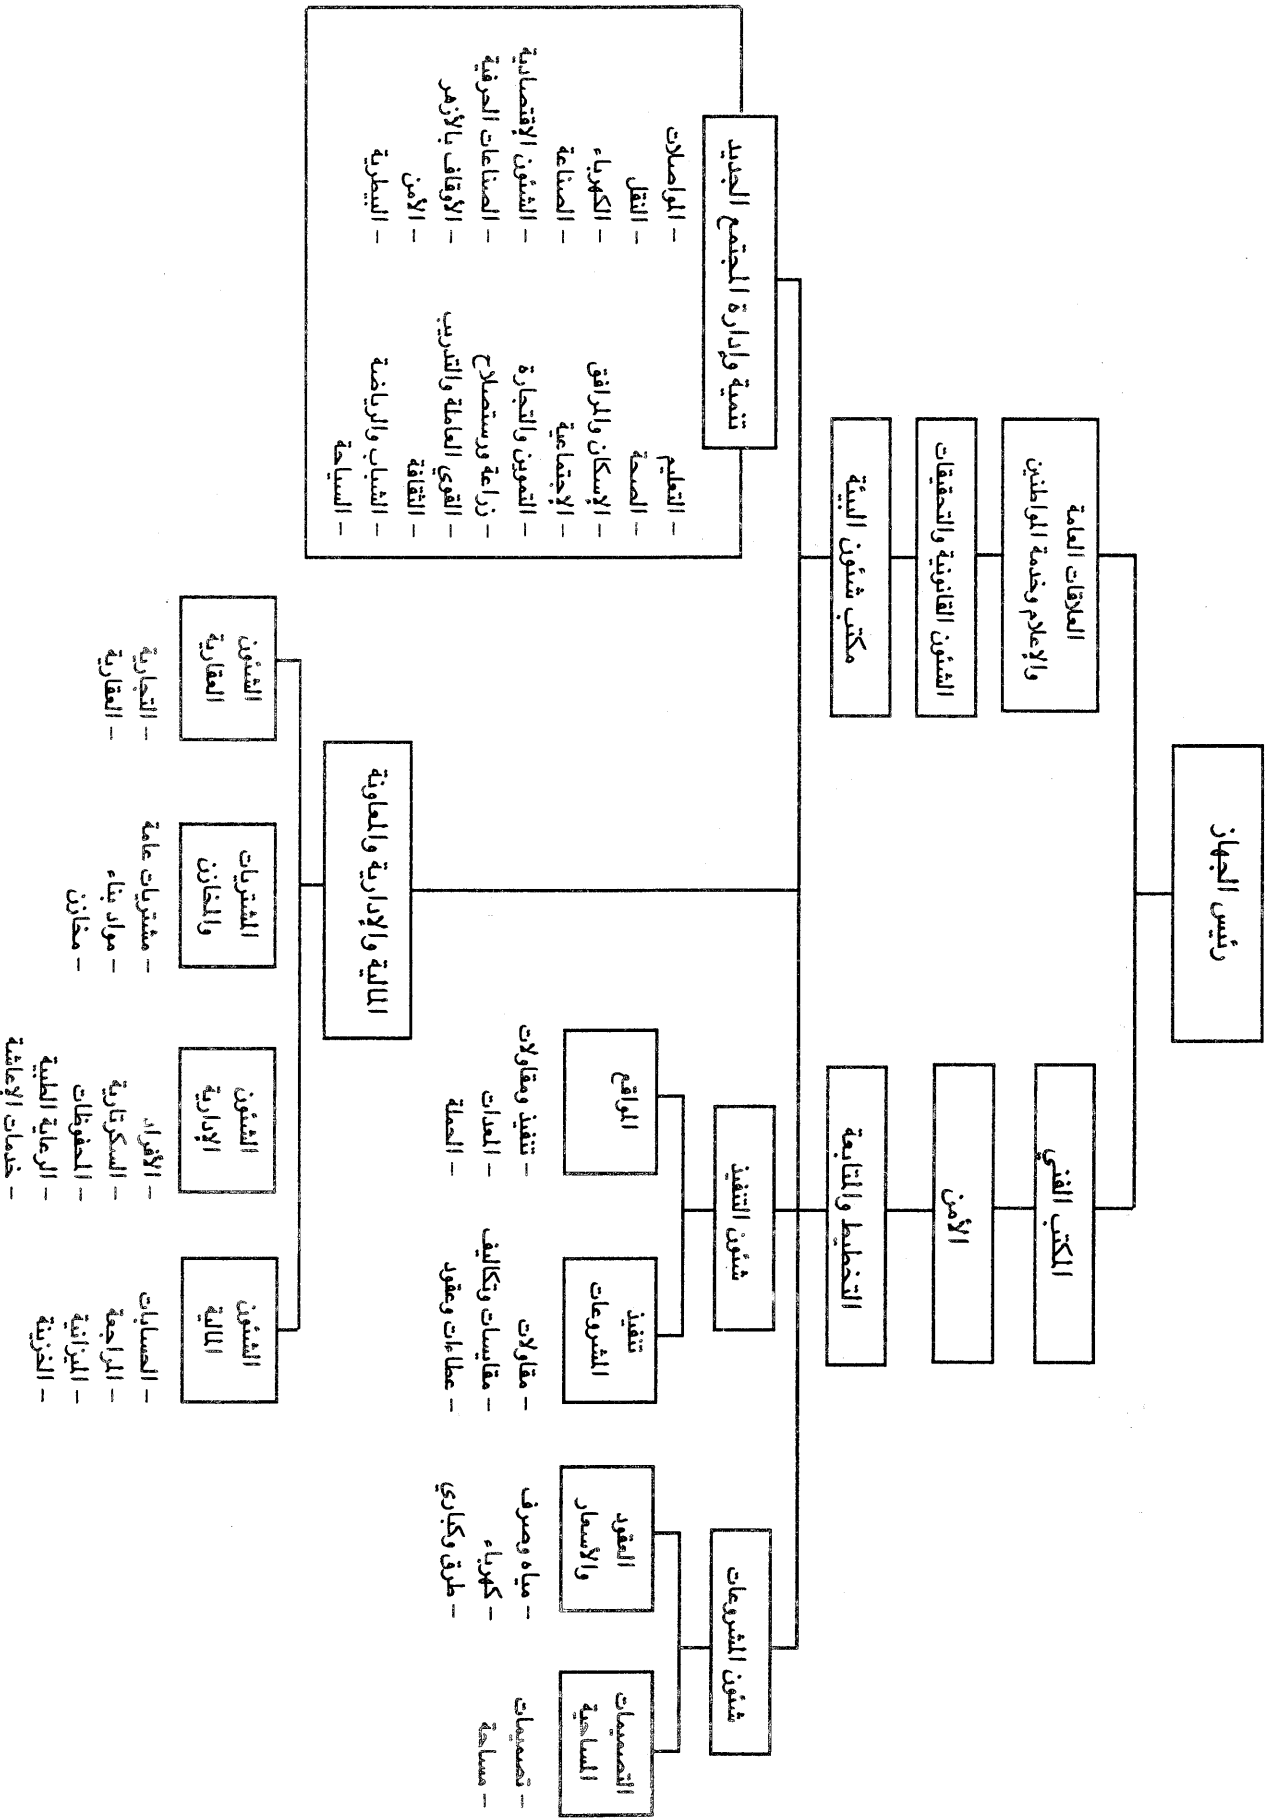 رئيس الجهاز
المكتب الفني
الأمن
التخطيط والمتابعة
العلاقات العامة
والإعلام وخدمة المواطنين
الشئون القانونية والتحقيقات
مكتب شئون البيئة
شئون المشروعات
التصميمات
المساحية
- تصميمات
- مساحة
العقود
والأسعار
- مياه وصرف
- كهرباء
- طرق وكباري
شئون التنفيذ
تنفيذ
المشروعات
- مقاولات
- مقايسات وتكاليف
- عطاءات وعقود
المواقع
- تنفيذ ومقاولات
- المعدات
- الحملة
تنمية وإدارة المجتمع الجديد
- التعليم
- الصحة
- الإسكان والمرافق
- الإجتماعية
- التموين والتجارة
- زراعة ورستصلاح
- القوي العاملة والتدريب
- الثقافة
- الشباب والرياضة
- السياحة
- المواصلات
- النقل
- الكهرباء
- الصناعة
- الشئون الإقتصادية
- الصناعات الحرفية
- الأوقاف بالأزهر
- الأمن
- البيطرية
المالية والإدارية والمعاونة
الشئون
المالية
- الحسابات
- المراجعة
- الميزانية
- الخزينة
الشئون
الإدارية
- الأفراد
- السكرتارية
- المحفوظات
- الرعاية الطبية
- خدمات الإعاشة
المشتريات
والمخازن
- مشتريات عامة
- مواد بناء
- مخازن
الشئون
العقارية
- التجارية
- العقارية